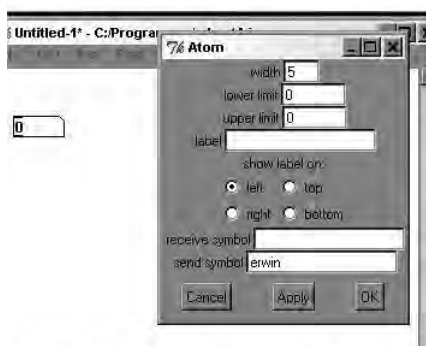 Untitled-1* - C:/Progra
Atom
width 5
lower limit 0
upper limit 0
label
show label on:
left top
right bottom
receive symbol
send symbol erwin
Cancel Apply OK
0